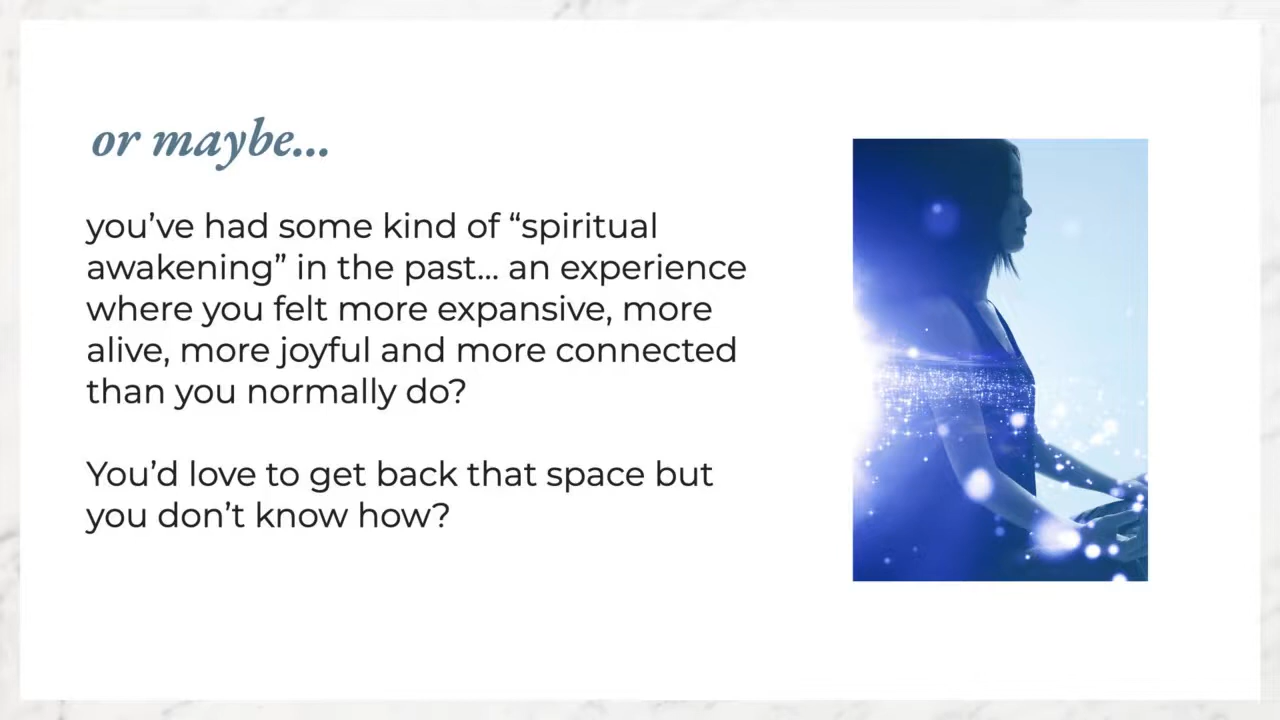 or maybe...
you’ve had some kind of “spiritual
awakening” in the past... an experience
where you felt more expansive, more
alive, more joyful and more connected
than you normally do?
You’d love to get back that space but
you don’t know how?